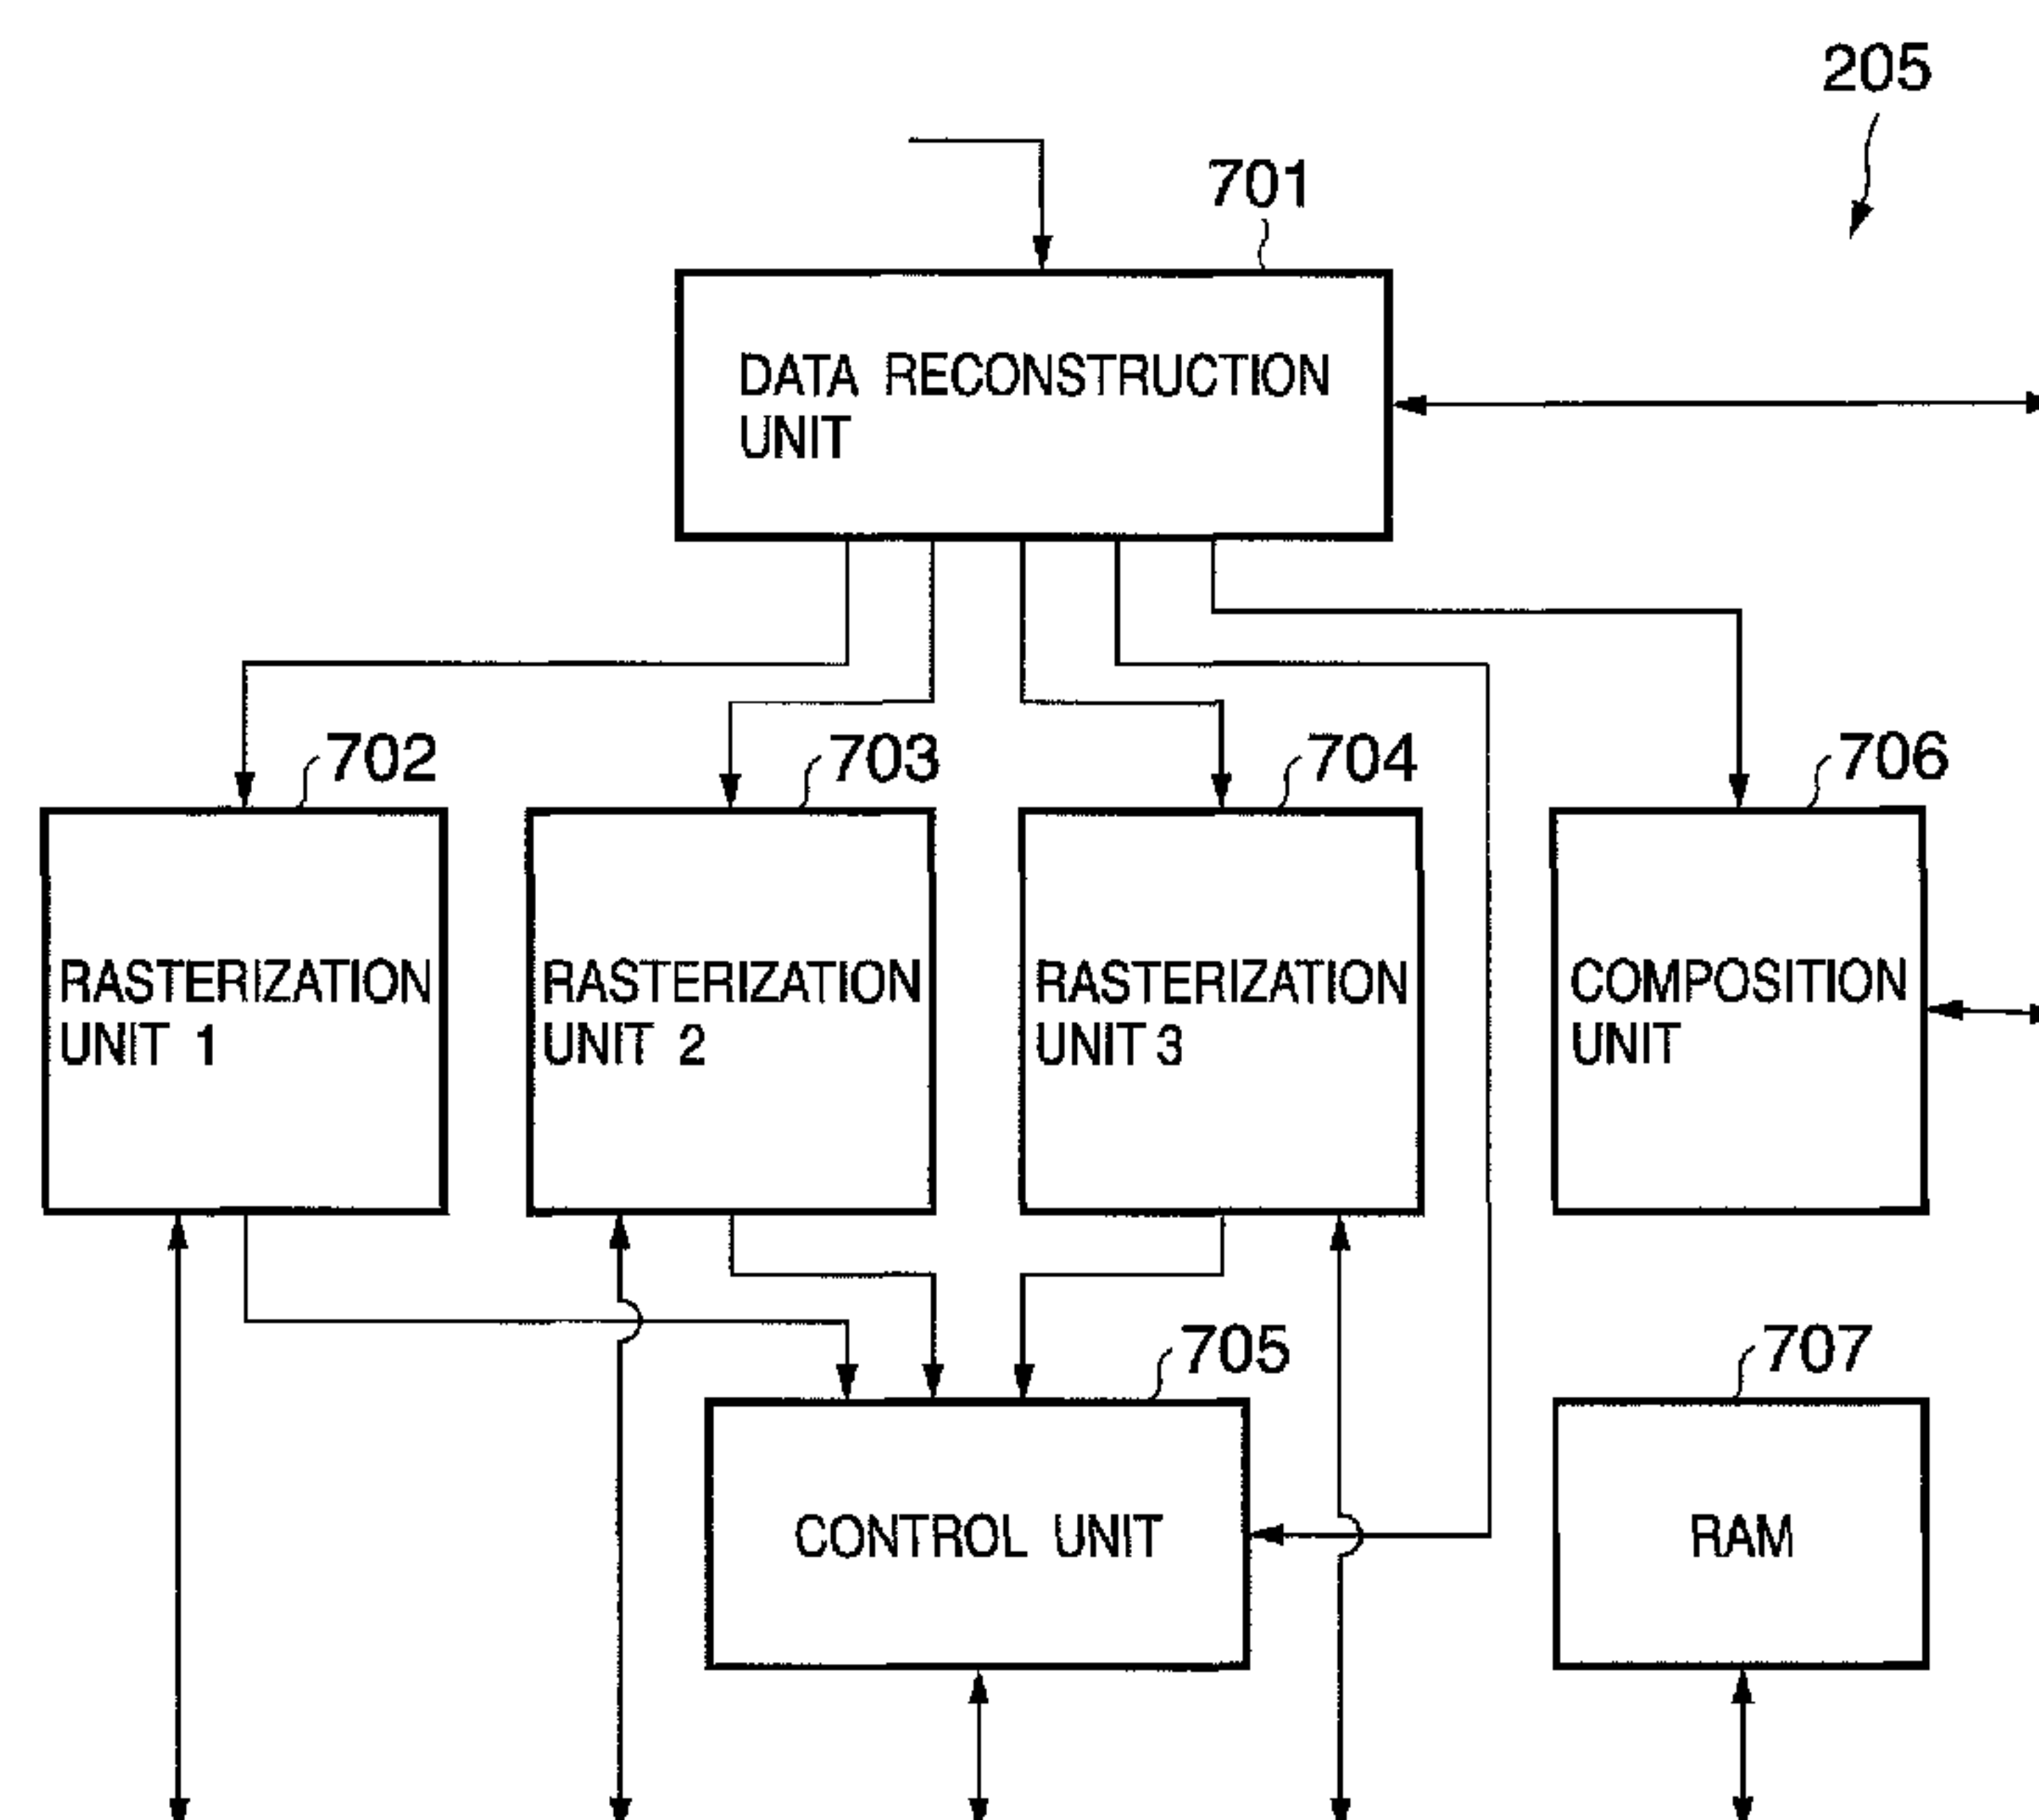 205
701
DATA RECONSTRUCTION
UNIT
702
703
704
706
RASTERIZATION
UNIT 1
RASTERIZATION
UNIT 2
RASTERIZATION
UNIT 3
COMPOSITION
UNIT
705
707
CONTROL UNIT
RAM